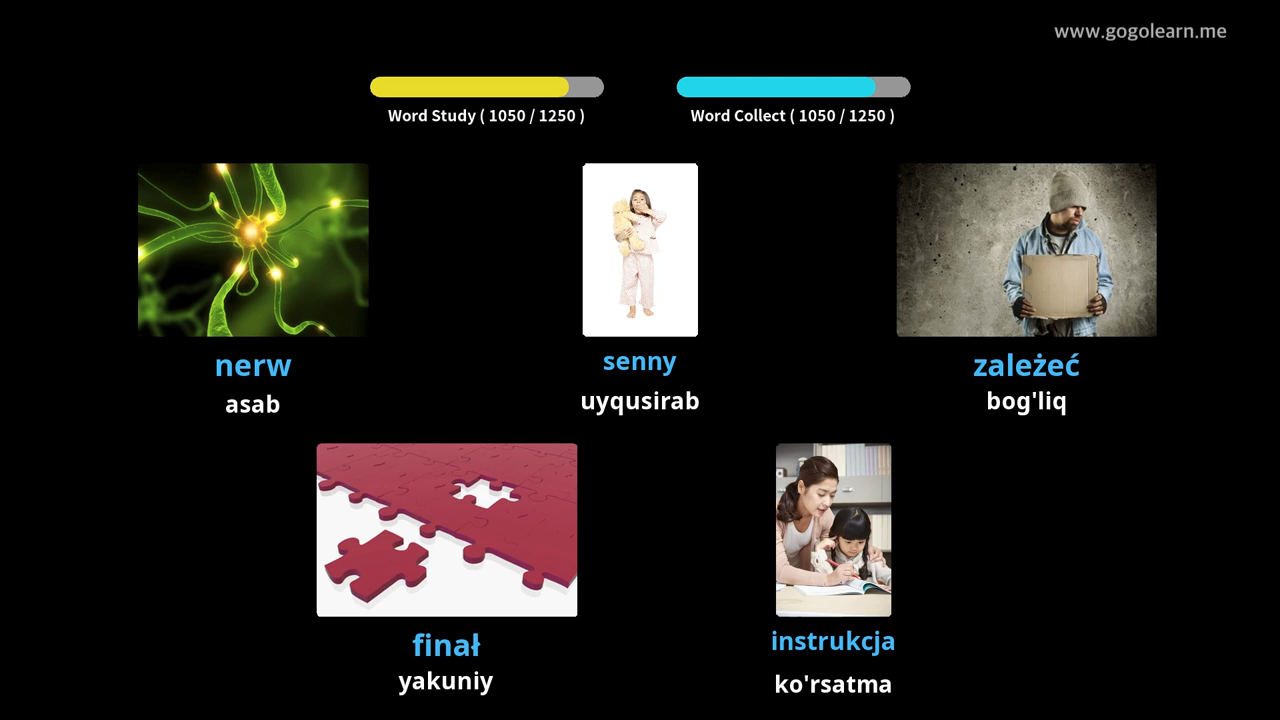 www.gogolearn.me
Word Study ( 1050 / 1250 )
Word Collect ( 1050 / 1250 )
nerw
asab
senny
uyqusirab
zależeć
bog'liq
finał
yakuniy
instrukcja
ko'rsatma